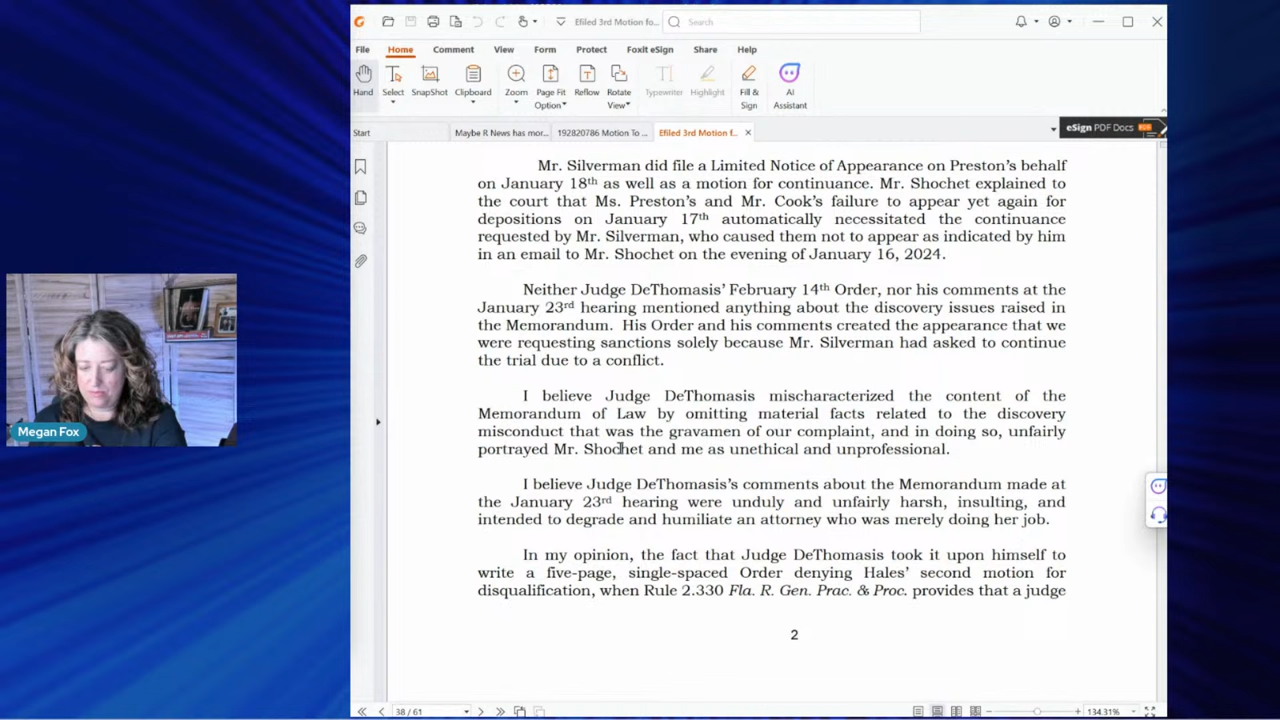 Efiled 3rd Motion fo...
Search
File
Home
Comment
View
Form
Protect
Foxit eSign
Share
Help
Hand
Select
SnapShot
Clipboard
Zoom
Page Fit
Option
Reflow
Rotate
View
Typewriter
Highlight
Fill &
Sign
AI
Assistant
Start
Maybe R News has mor...
192820786 Motion To ...
Efiled 3rd Motion f...
eSign PDF Docs
Mr. Silverman did file a Limited Notice of Appearance on Preston's behalf
on January 18th as well as a motion for continuance. Mr. Shochet explained to
the court that Ms. Preston's and Mr. Cook's failure to appear yet again for
depositions on January 17th automatically necessitated the continuance
requested by Mr. Silverman, who caused them not to appear as indicated by him
in an email to Mr. Shochet on the evening of January 16, 2024.
Neither Judge DeThomasis' February 14th Order, nor his comments at the
January 23rd hearing mentioned anything about the discovery issues raised in
the Memorandum. His Order and his comments created the appearance that we
were requesting sanctions solely because Mr. Silverman had asked to continue
the trial due to a conflict.
I believe Judge DeThomasis mischaracterized the content of the
Memorandum of Law by omitting material facts related to the discovery
misconduct that was the gravamen of our complaint, and in doing so, unfairly
portrayed Mr. Shochet and me as unethical and unprofessional.
I believe Judge DeThomasis's comments about the Memorandum made at
the January 23rd hearing were unduly and unfairly harsh, insulting, and
intended to degrade and humiliate an attorney who was merely doing her job.
In my opinion, the fact that Judge DeThomasis took it upon himself to
write a five-page, single-spaced Order denying Hales' second motion for
disqualification, when Rule 2.330 Fla. R. Gen. Prac. & Proc. provides that a judge
2
Megan Fox
38 / 61
134.31%